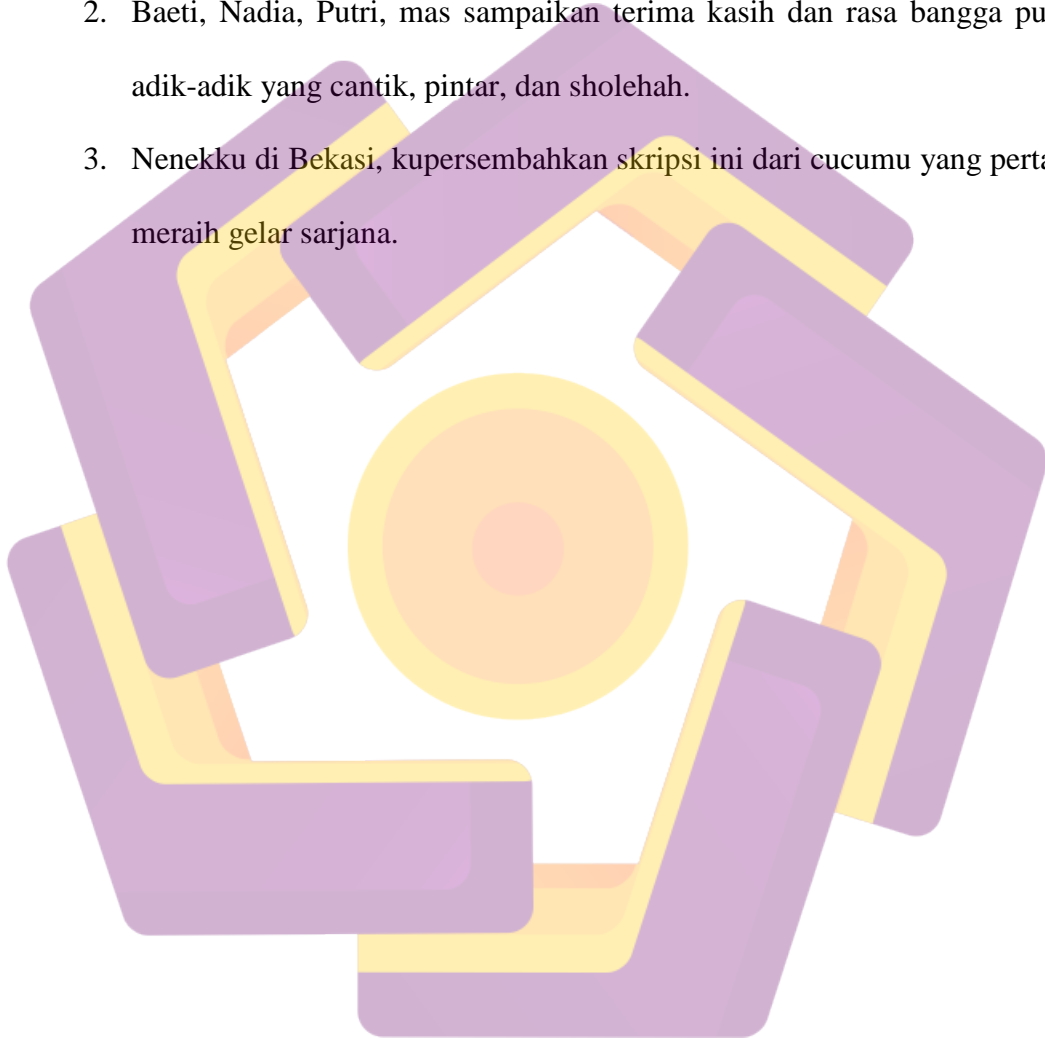 2. Baeti, Nadia, Putri, mas sampaikan terima kasih dan rasa bangga pu
adik-adik yang cantik, pintar, dan sholehah.
3. Nenekku di Bekasi, kupersembahkan skripsi ini dari cucumu yang perta
meraih gelar sarjana.